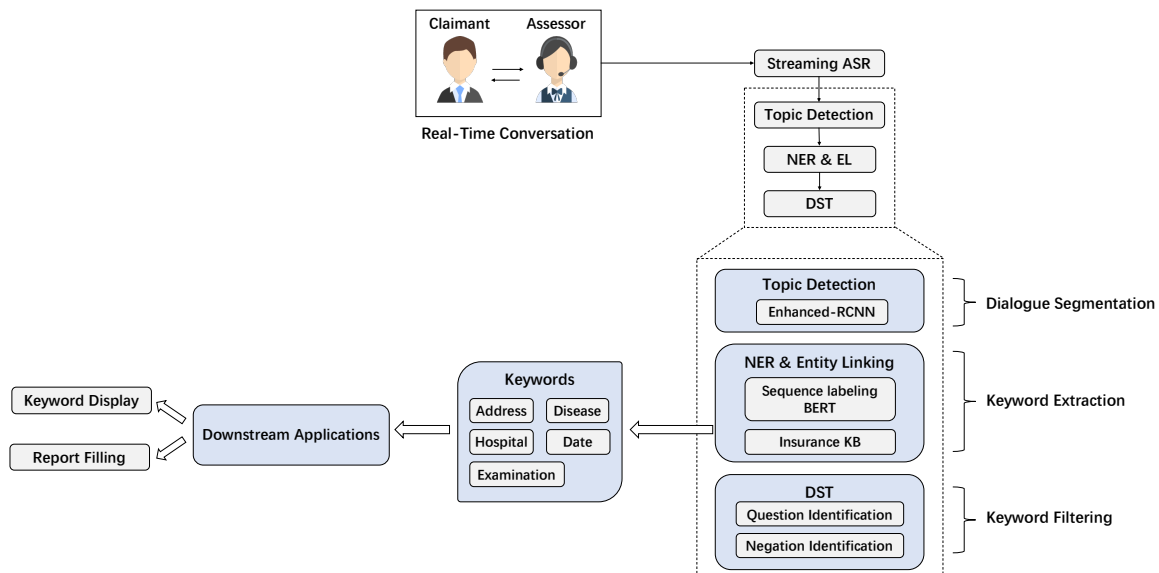 Claimant
Assessor
Real-Time Conversation
Streaming ASR
Topic Detection
NER & EL
DST
Topic Detection
Enhanced-RCNN
Dialogue Segmentation
NER & Entity Linking
Sequence labeling
BERT
Insurance KB
Keyword Extraction
Keywords
Address
Disease
Hospital
Date
Examination
Downstream Applications
Keyword Display
Report Filling
DST
Question Identification
Negation Identification
Keyword Filtering